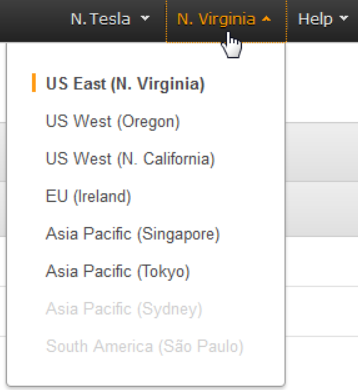 N. Tesla N. Virginia Help
US East (N. Virginia)
US West (Oregon)
US West (N. California)
EU (Ireland)
Asia Pacific (Singapore)
Asia Pacific (Tokyo)
Asia Pacific (Sydney)
South America (São Paulo)